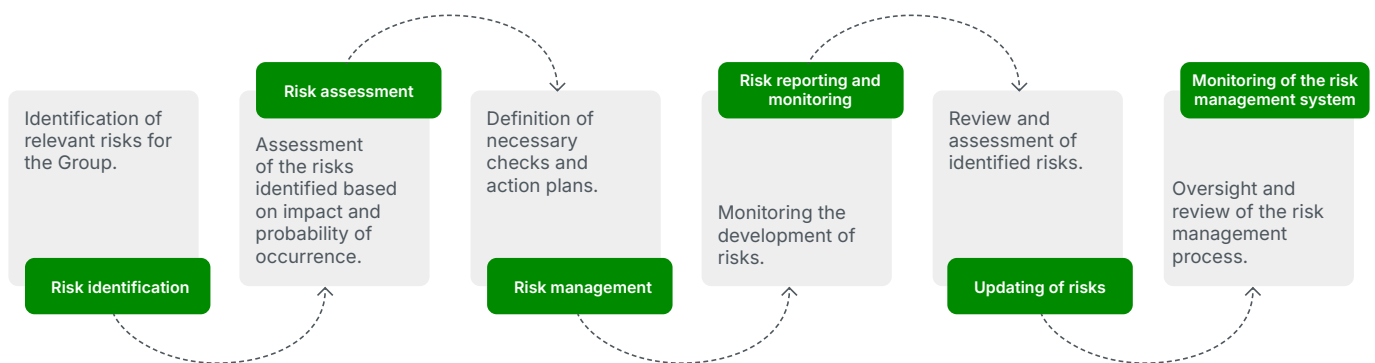 Identification of
relevant risks for
the Group.
Risk identification
Risk assessment
Assessment
of the risks
identified based
on impact and
probability of
occurrence.
Definition of
necessary
checks and
action plans.
Risk management
Risk reporting and
monitoring
Monitoring the
development of
risks.
Review and
assessment of
identified risks.
Updating of risks
Monitoring of the risk
management system
Oversight and
review of the risk
management
process.